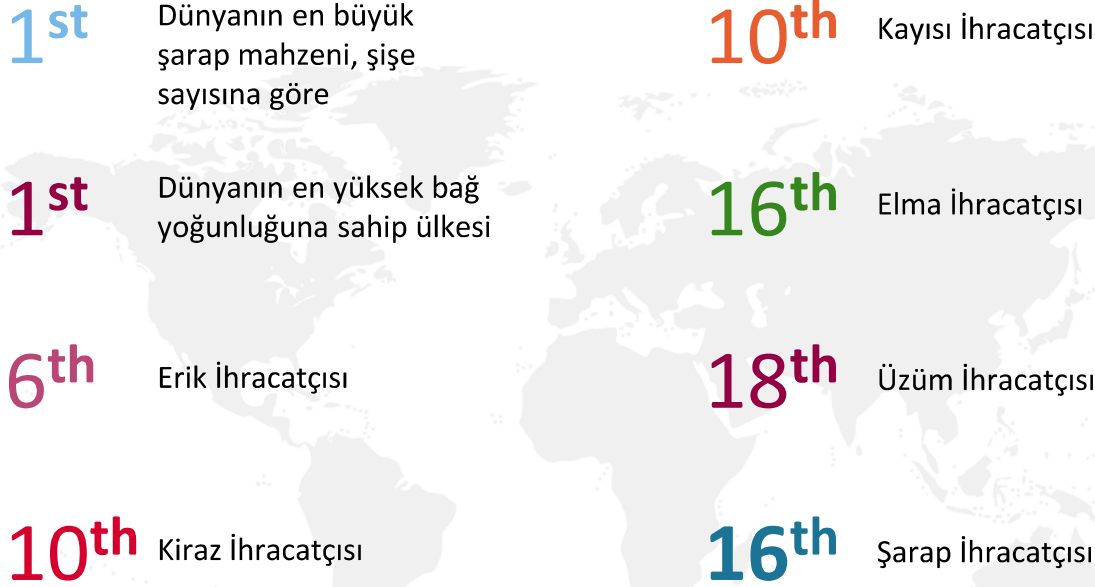 1st
Dünyanın en büyük
şarap mahzeni, şişe
sayısına göre
1st
Dünyanın en yüksek bağ
yoğunluğuna sahip ülkesi
6th
Erik İhracatçısı
10th
Kiraz İhracatçısı
10th
Kayısı İhracatçısı
16th
Elma İhracatçısı
18th
Üzüm İhracatçısı
16th
Şarap İhracatçısı